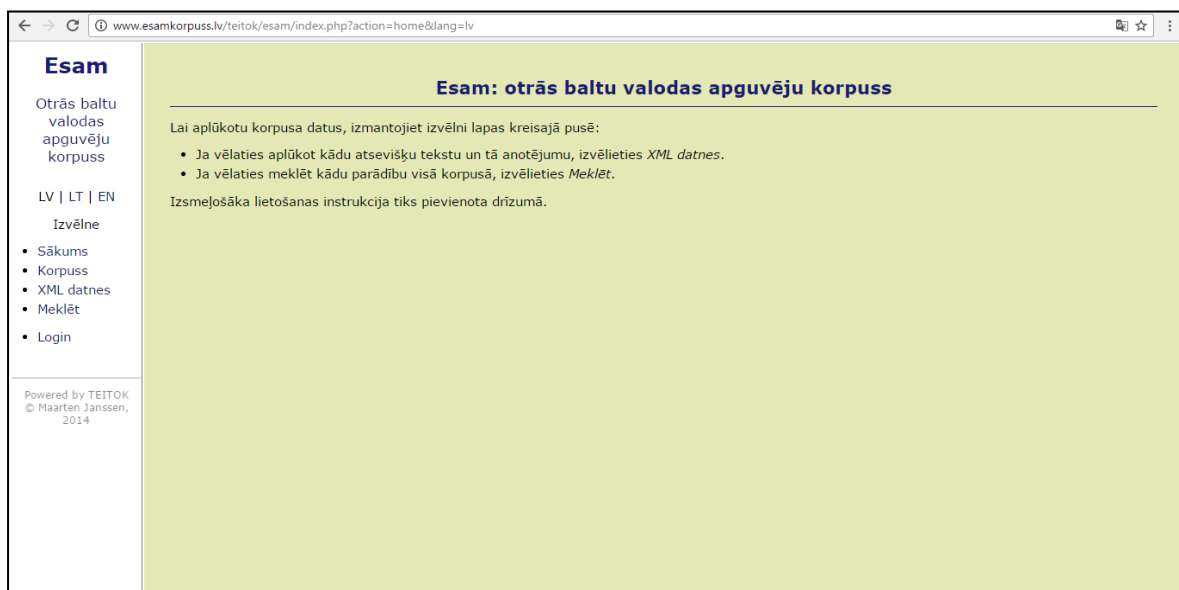 www.esamkorpuss.lv/teitok/esam/index.php?action=home&lang=lv
Esam
Otrās baltu
valodas
apguvēju
korpuss
LV | LT | EN
Izvēlne
Sākums
Korpuss
XML datnes
Meklēt
Login
Powered by TEITOK
© Maarten Janssen,
2014
Esam: otrās baltu valodas apguvēju korpuss
Lai aplūkotu korpusa datus, izmantojiet izvēlni lapas kreisajā pusē:
Ja vēlaties aplūkot kādu atsevišķu tekstu un tā anotējumu, izvēlieties XML datnes.
Ja vēlaties meklēt kādu parādību visā korpusā, izvēlieties Meklēt.
Izsmeļošāka lietošanas instrukcija tiks pievienota drīzumā.